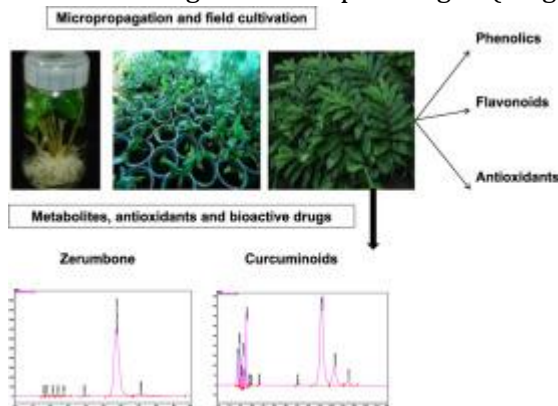 Micropropagation and field cultivation
Phenolics
Flavonoids
Antioxidants
Metabolites, antioxidants and bioactive drugs
Zerumbone
Curcuminoids